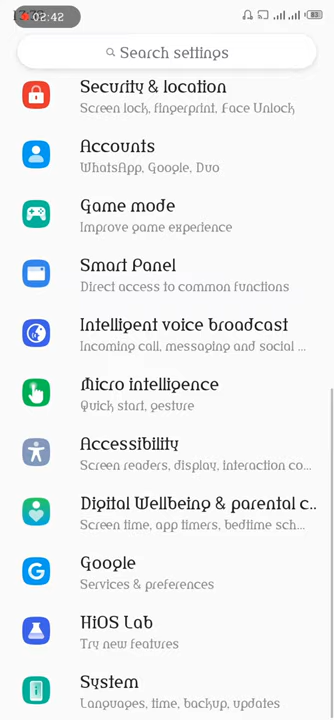 02:42
83
Search settings
Security & location
Screen lock, fingerprint, Face Unlock
Accounts
WhatsApp, Google, Duo
Game mode
Improve game experience
Smart Panel
Direct access to common functions
Intelligent voice broadcast
Incoming call, messaging and social ...
Micro intelligence
Quick start, gesture
Accessibility
Screen readers, display, interaction co...
Digital Wellbeing & parental c..
Screen time, app timers, bedtime sch...
Google
Services & preferences
HiOS Lab
Try new features
System
Languages, time, backup, updates